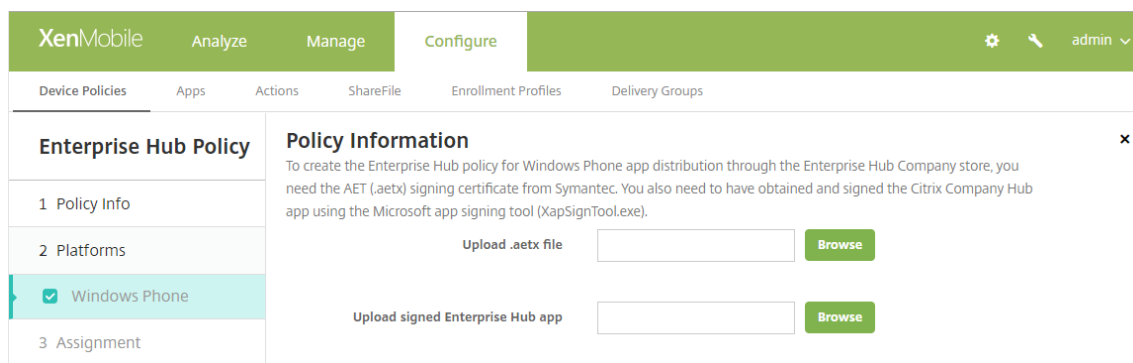 XenMobile Analyze Manage Configure admin
Device Policies Apps Actions ShareFile Enrollment Profiles Delivery Groups
Enterprise Hub Policy
1 Policy Info
2 Platforms
Windows Phone
3 Assignment
Policy Information
To create the Enterprise Hub policy for Windows Phone app distribution through the Enterprise Hub Company store, you
need the AET (.aetx) signing certificate from Symantec. You also need to have obtained and signed the Citrix Company Hub
app using the Microsoft app signing tool (XapSignTool.exe).
Upload .aetx file Browse
Upload signed Enterprise Hub app Browse